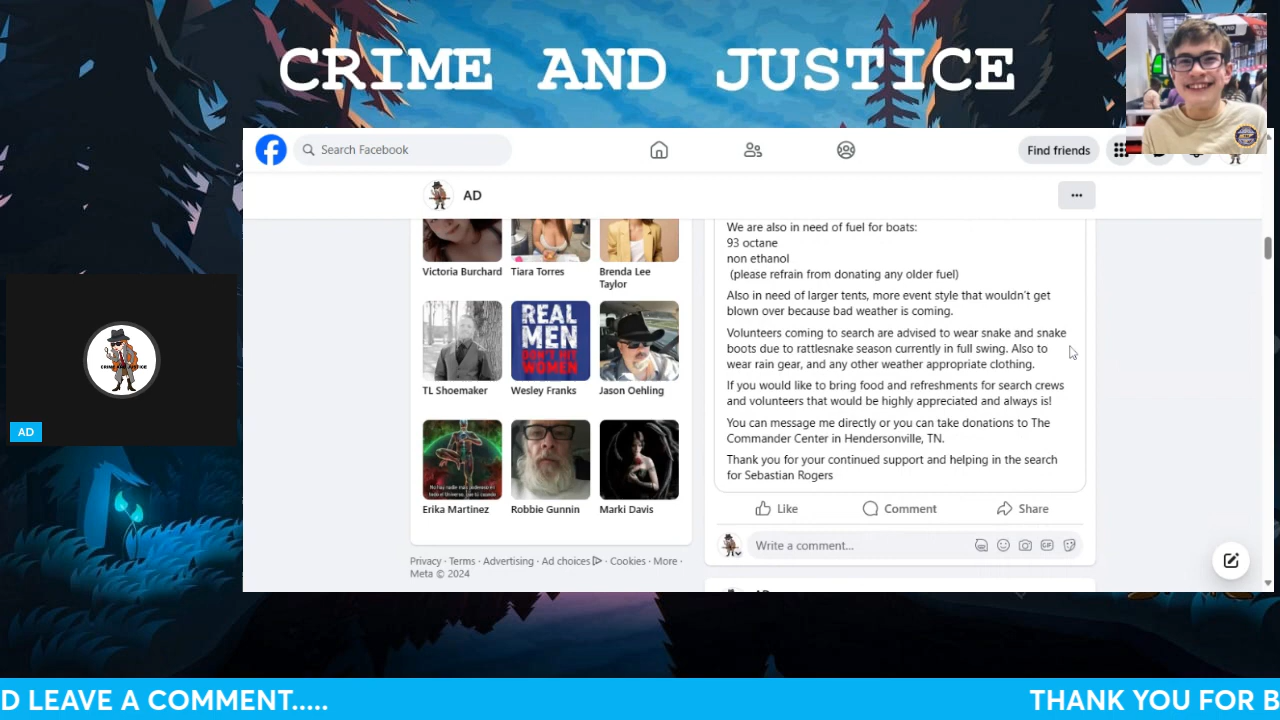 CRIME AND JUSTICE
Search Facebook
Find friends
AD
Victoria Burchard
Tiara Torres
Brenda Lee
Taylor
REAL
MEN
DON'T HIT
WOMEN
TL Shoemaker
Wesley Franks
Jason Oehling
Erika Martinez
Robbie Gunnin
Marki Davis
Privacy · Terms · Advertising · Ad choices · Cookies · More ·
Meta © 2024
We are also in need of fuel for boats:
93 octane
non ethanol
(please refrain from donating any older fuel)
Also in need of larger tents, more event style that wouldn't get
blown over because bad weather is coming.
Volunteers coming to search are advised to wear snake and snake
boots due to rattlesnake season currently in full swing. Also to
wear rain gear, and any other weather appropriate clothing.
If you would like to bring food and refreshments for search crews
and volunteers that would be highly appreciated and always is!
You can message me directly or you can take donations to The
Commander Center in Hendersonville, TN.
Thank you for your continued support and helping in the search
for Sebastian Rogers
Like
Comment
Share
Write a comment...
GIF
CRIME AND JUSTICE
AD
D LEAVE A COMMENT.....
THANK YOU FOR B